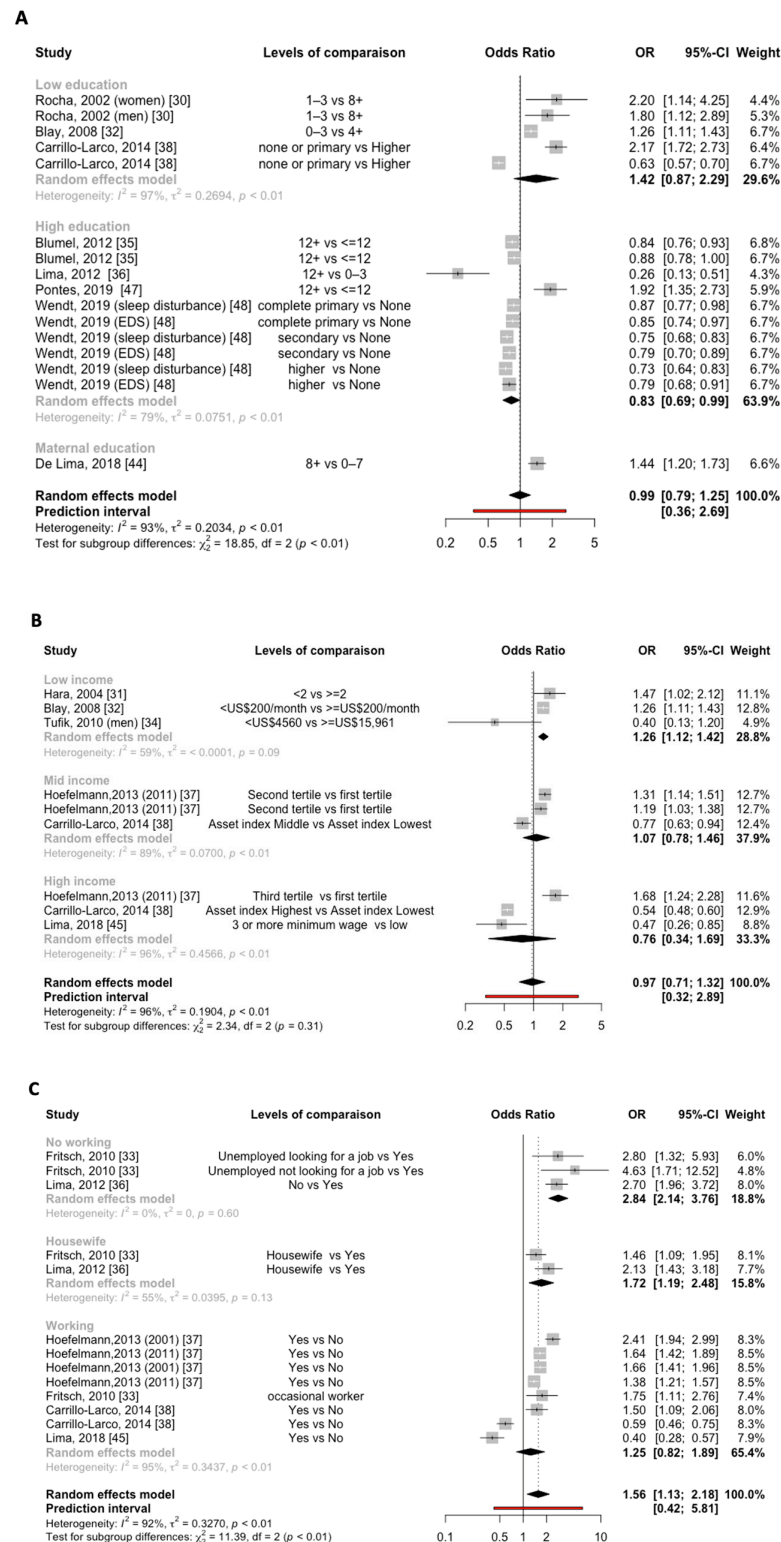 A
Study Levels of comparaison Odds Ratio OR 95%-CI Weight
Low education
Rocha, 2002 (women) [30] 1–3 vs 8+ 2.20 [1.14; 4.25] 4.4%
Rocha, 2002 (men) [30] 1–3 vs 8+ 1.80 [1.12; 2.89] 5.3%
Blay, 2008 [32] 0–3 vs 4+ 1.26 [1.11; 1.43] 6.7%
Carrillo-Larco, 2014 [38] none or primary vs Higher 2.17 [1.72; 2.73] 6.4%
Carrillo-Larco, 2014 [38] none or primary vs Higher 0.63 [0.57; 0.70] 6.7%
Random effects model 1.42 [0.87; 2.29] 29.6%
Heterogeneity: I² = 97%, τ² = 0.2694, p < 0.01
High education
Blumel, 2012 [35] 12+ vs <=12 0.84 [0.76; 0.93] 6.8%
Blumel, 2012 [35] 12+ vs <=12 0.88 [0.78; 1.00] 6.7%
Lima, 2012 [36] 12+ vs 0–3 0.26 [0.13; 0.51] 4.3%
Pontes, 2019 [47] 12+ vs <=12 1.92 [1.35; 2.73] 5.9%
Wendt, 2019 (sleep disturbance) [48] complete primary vs None 0.87 [0.77; 0.98] 6.7%
Wendt, 2019 (EDS) [48] complete primary vs None 0.85 [0.74; 0.97] 6.7%
Wendt, 2019 (sleep disturbance) [48] secondary vs None 0.75 [0.68; 0.83] 6.7%
Wendt, 2019 (EDS) [48] secondary vs None 0.79 [0.70; 0.89] 6.7%
Wendt, 2019 (sleep disturbance) [48] higher vs None 0.73 [0.64; 0.83] 6.7%
Wendt, 2019 (EDS) [48] higher vs None 0.79 [0.68; 0.91] 6.7%
Random effects model 0.83 [0.69; 0.99] 63.9%
Heterogeneity: I² = 79%, τ² = 0.0751, p < 0.01
Maternal education
De Lima, 2018 [44] 8+ vs 0–7 1.44 [1.20; 1.73] 6.6%
Random effects model 0.99 [0.79; 1.25] 100.0%
Prediction interval [0.36; 2.69]
Heterogeneity: I² = 93%, τ² = 0.2034, p < 0.01
Test for subgroup differences: χ²₂ = 18.85, df = 2 (p < 0.01)
0.2 0.5 1 2 5
B
Study Levels of comparaison Odds Ratio OR 95%-CI Weight
Low income
Hara, 2004 [31] <2 vs >=2 1.47 [1.02; 2.12] 11.1%
Blay, 2008 [32] <US$200/month vs >=US$200/month 1.26 [1.11; 1.43] 12.8%
Tufik, 2010 (men) [34] <US$4560 vs >=US$15,961 0.40 [0.13; 1.20] 4.9%
Random effects model 1.26 [1.12; 1.42] 28.8%
Heterogeneity: I² = 59%, τ² = < 0.0001, p = 0.09
Mid income
Hoefelmann,2013 (2011) [37] Second tertile vs first tertile 1.31 [1.14; 1.51] 12.7%
Hoefelmann,2013 (2011) [37] Second tertile vs first tertile 1.19 [1.03; 1.38] 12.7%
Carrillo-Larco, 2014 [38] Asset index Middle vs Asset index Lowest 0.77 [0.63; 0.94] 12.4%
Random effects model 1.07 [0.78; 1.46] 37.9%
Heterogeneity: I² = 89%, τ² = 0.0700, p < 0.01
High income
Hoefelmann,2013 (2011) [37] Third tertile vs first tertile 1.68 [1.24; 2.28] 11.6%
Carrillo-Larco, 2014 [38] Asset index Highest vs Asset index Lowest 0.54 [0.48; 0.60] 12.9%
Lima, 2018 [45] 3 or more minimum wage vs low 0.47 [0.26; 0.85] 8.8%
Random effects model 0.76 [0.34; 1.69] 33.3%
Heterogeneity: I² = 96%, τ² = 0.4566, p < 0.01
Random effects model 0.97 [0.71; 1.32] 100.0%
Prediction interval [0.32; 2.89]
Heterogeneity: I² = 96%, τ² = 0.1904, p < 0.01
Test for subgroup differences: χ²₂ = 2.34, df = 2 (p = 0.31)
0.2 0.5 1 2 5
C
Study Levels of comparaison Odds Ratio OR 95%-CI Weight
No working
Fritsch, 2010 [33] Unemployed looking for a job vs Yes 2.80 [1.32; 5.93] 6.0%
Fritsch, 2010 [33] Unemployed not looking for a job vs Yes 4.63 [1.71; 12.52] 4.8%
Lima, 2012 [36] No vs Yes 2.70 [1.96; 3.72] 8.0%
Random effects model 2.84 [2.14; 3.76] 18.8%
Heterogeneity: I² = 0%, τ² = 0, p = 0.60
Housewife
Fritsch, 2010 [33] Housewife vs Yes 1.46 [1.09; 1.95] 8.1%
Lima, 2012 [36] Housewife vs Yes 2.13 [1.43; 3.18] 7.7%
Random effects model 1.72 [1.19; 2.48] 15.8%
Heterogeneity: I² = 55%, τ² = 0.0395, p = 0.13
Working
Hoefelmann,2013 (2001) [37] Yes vs No 2.41 [1.94; 2.99] 8.3%
Hoefelmann,2013 (2011) [37] Yes vs No 1.64 [1.42; 1.89] 8.5%
Hoefelmann,2013 (2001) [37] Yes vs No 1.66 [1.41; 1.96] 8.5%
Hoefelmann,2013 (2011) [37] Yes vs No 1.38 [1.21; 1.57] 8.5%
Fritsch, 2010 [33] occasional worker 1.75 [1.11; 2.76] 7.4%
Carrillo-Larco, 2014 [38] Yes vs No 1.50 [1.09; 2.06] 8.0%
Carrillo-Larco, 2014 [38] Yes vs No 0.59 [0.46; 0.75] 8.3%
Lima, 2018 [45] Yes vs No 0.40 [0.28; 0.57] 7.9%
Random effects model 1.25 [0.82; 1.89] 65.4%
Heterogeneity: I² = 95%, τ² = 0.3437, p < 0.01
Random effects model 1.56 [1.13; 2.18] 100.0%
Prediction interval [0.42; 5.81]
Heterogeneity: I² = 92%, τ² = 0.3270, p < 0.01
Test for subgroup differences: χ²₂ = 11.39, df = 2 (p < 0.01)
0.1 0.5 1 2 10